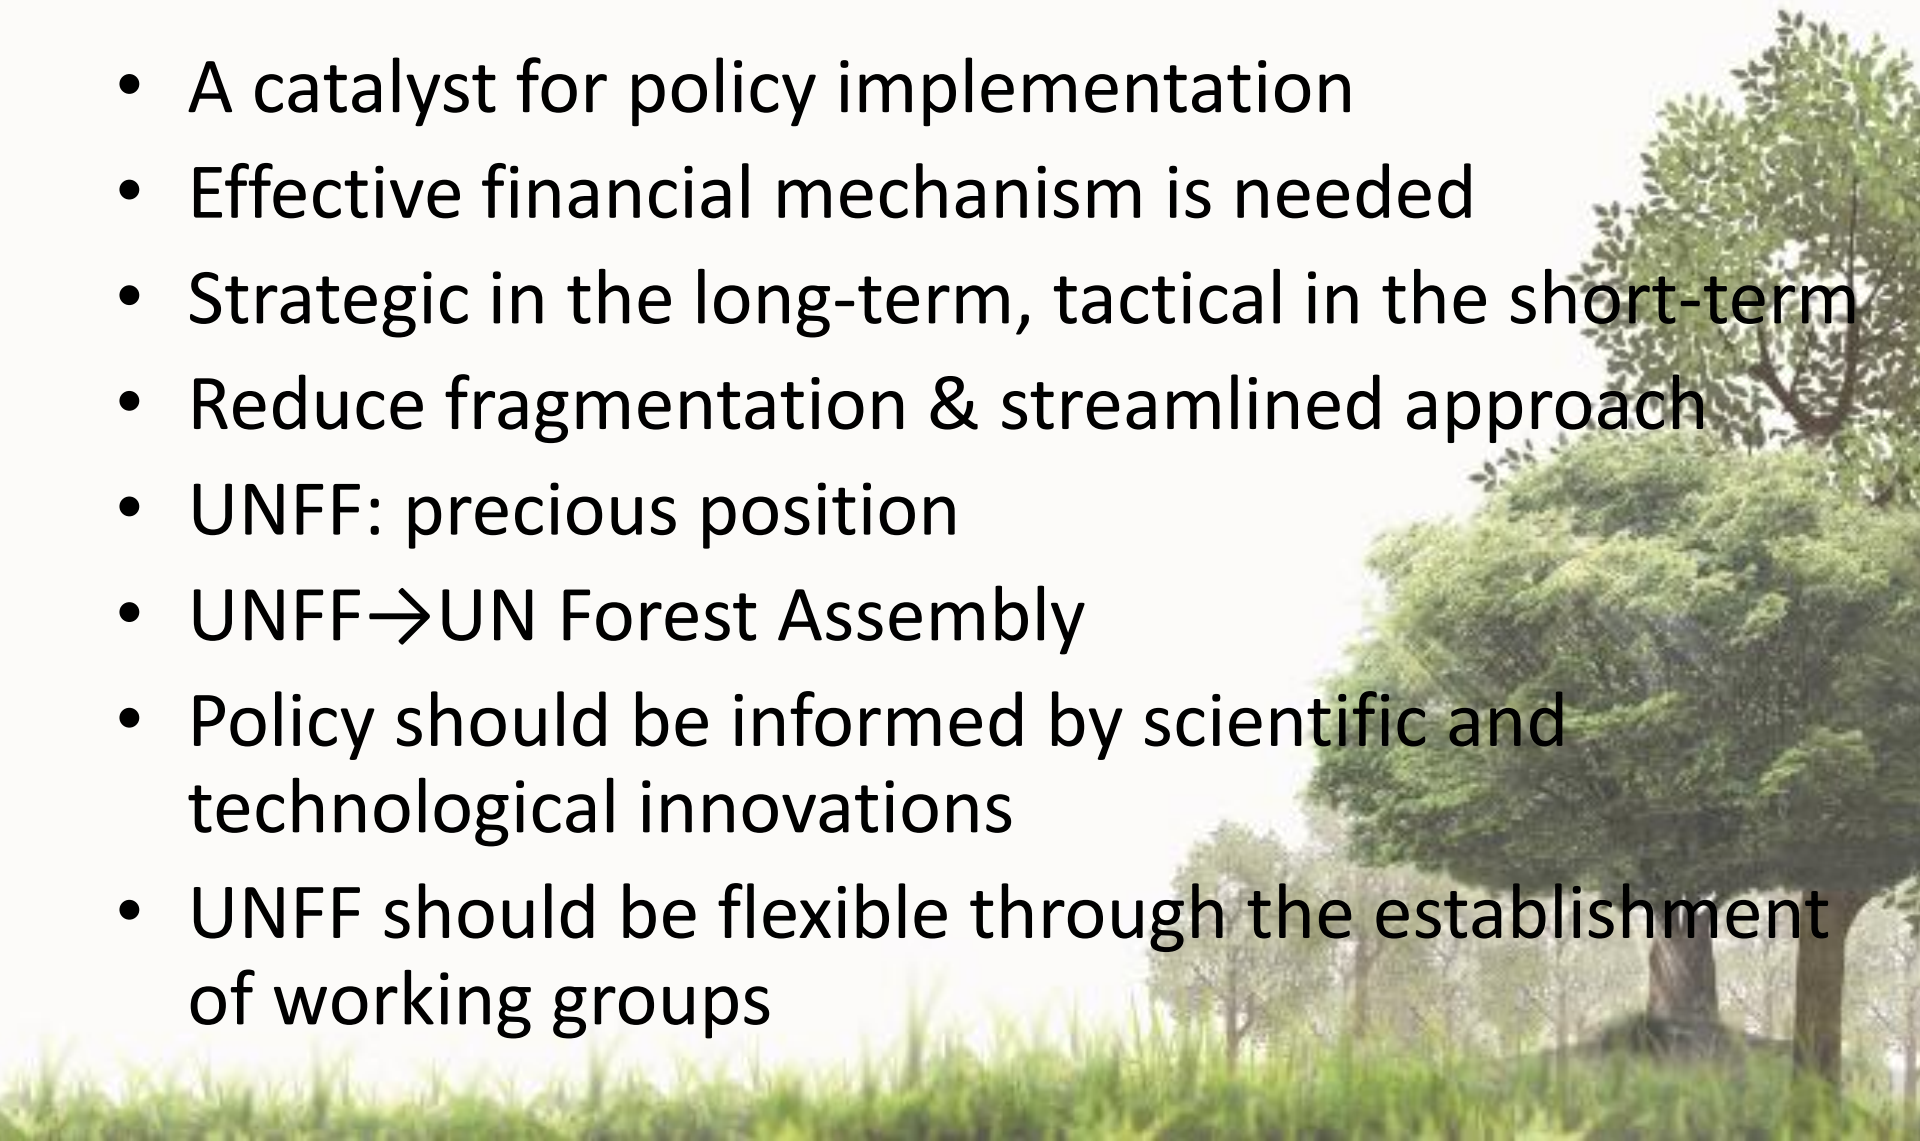 • A catalyst for policy implementation
• Effective financial mechanism is needed
• Strategic in the long-term, tactical in the short-term
• Reduce fragmentation & streamlined approach
• UNFF: precious position
• UNFF→UN Forest Assembly
• Policy should be informed by scientific and
technological innovations
• UNFF should be flexible through the establishment
of working groups